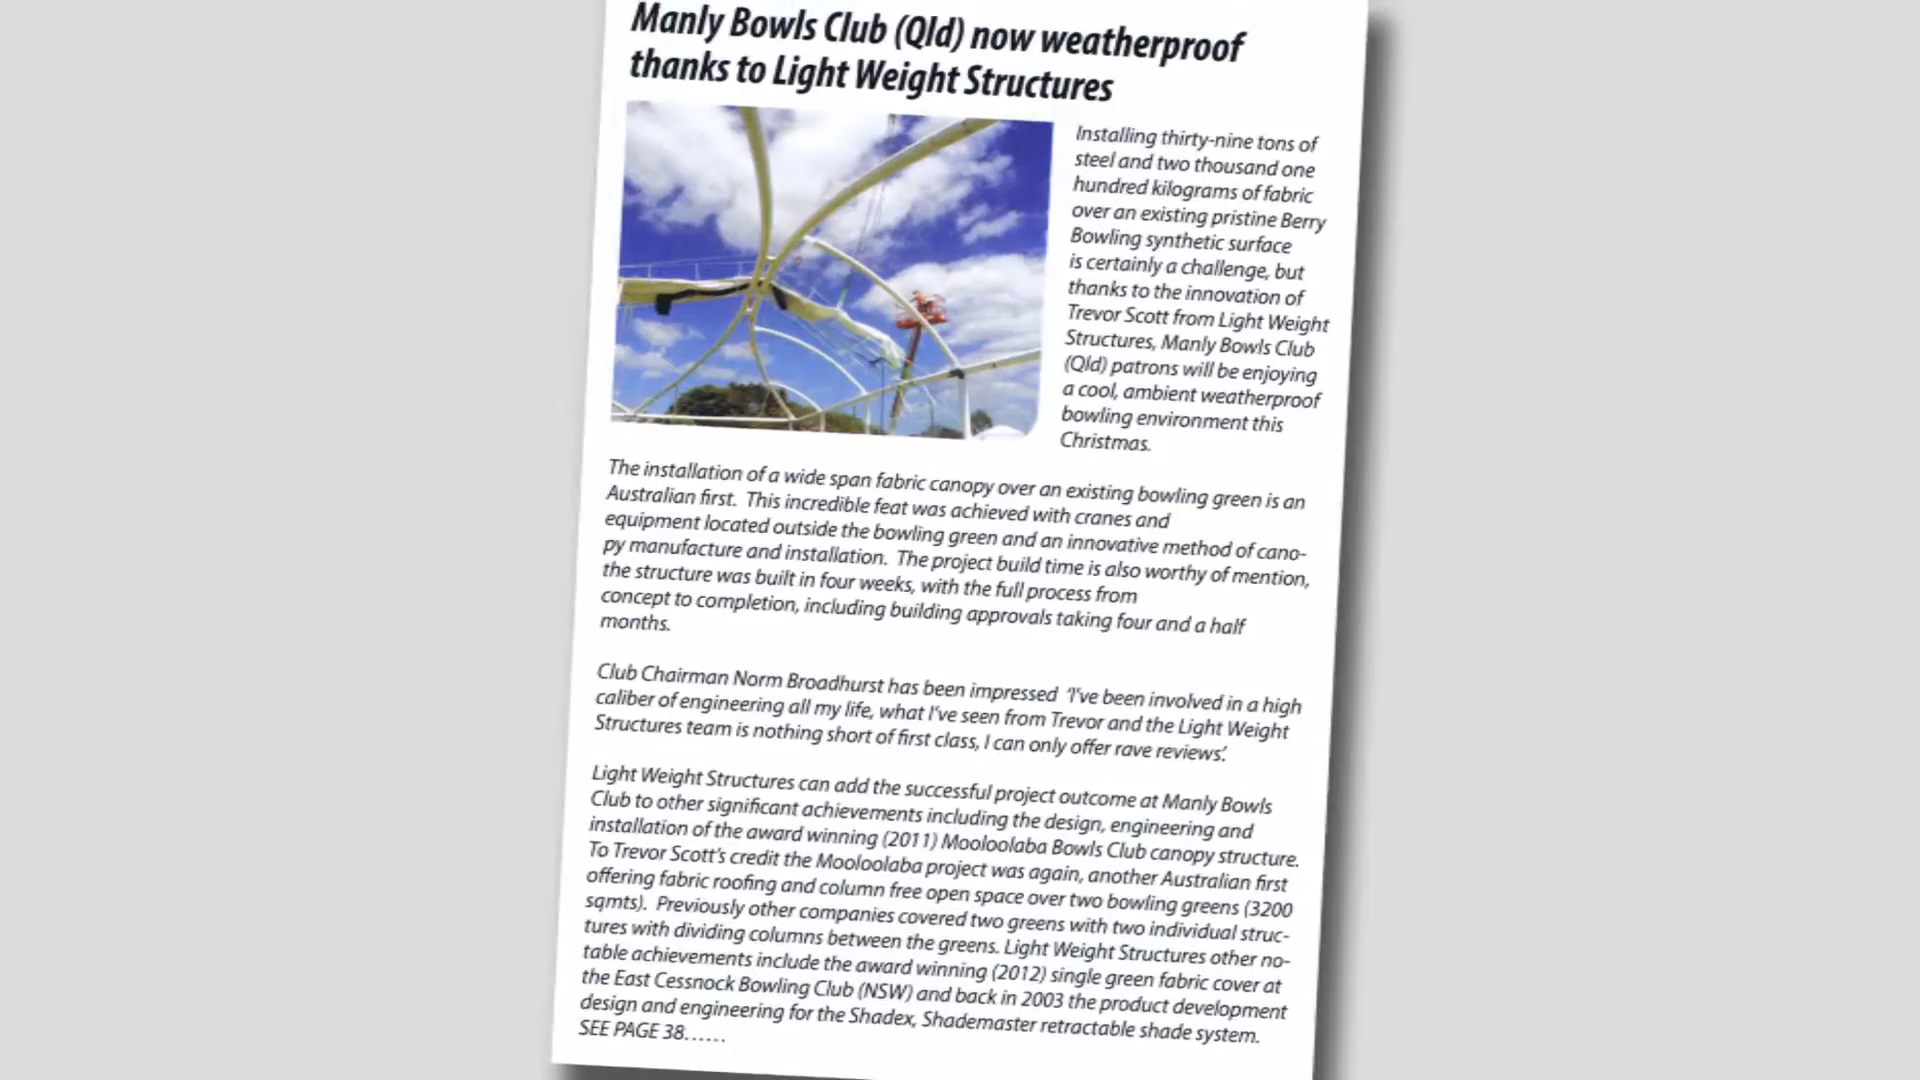 Manly Bowls Club (Qld) now weatherproof
thanks to Light Weight Structures
Installing thirty-nine tons of
steel and two thousand one
hundred kilograms of fabric
over an existing pristine Berry
Bowling synthetic surface
is certainly a challenge, but
thanks to the innovation of
Trevor Scott from Light Weight
Structures, Manly Bowls Club
(Qld) patrons will be enjoying
a cool, ambient weatherproof
bowling environment this
Christmas.
The installation of a wide span fabric canopy over an existing bowling green is an
Australian first.  This incredible feat was achieved with cranes and
equipment located outside the bowling green and an innovative method of cano-
py manufacture and installation.  The project build time is also worthy of mention,
the structure was built in four weeks, with the full process from
concept to completion, including building approvals taking four and a half
months.
Club Chairman Norm Broadhurst has been impressed  ‘I’ve been involved in a high
caliber of engineering all my life, what I’ve seen from Trevor and the Light Weight
Structures team is nothing short of first class, I can only offer rave reviews’.
Light Weight Structures can add the successful project outcome at Manly Bowls
Club to other significant achievements including the design, engineering and
installation of the award winning (2011) Mooloolaba Bowls Club canopy structure.
To Trevor Scott’s credit the Mooloolaba project was again, another Australian first
offering fabric roofing and column free open space over two bowling greens (3200
sqmts).  Previously other companies covered two greens with two individual struc-
tures with dividing columns between the greens. Light Weight Structures other no-
table achievements include the award winning (2012) single green fabric cover at
the East Cessnock Bowling Club (NSW) and back in 2003 the product development
design and engineering for the Shadex, Shademaster retractable shade system.
SEE PAGE 38......